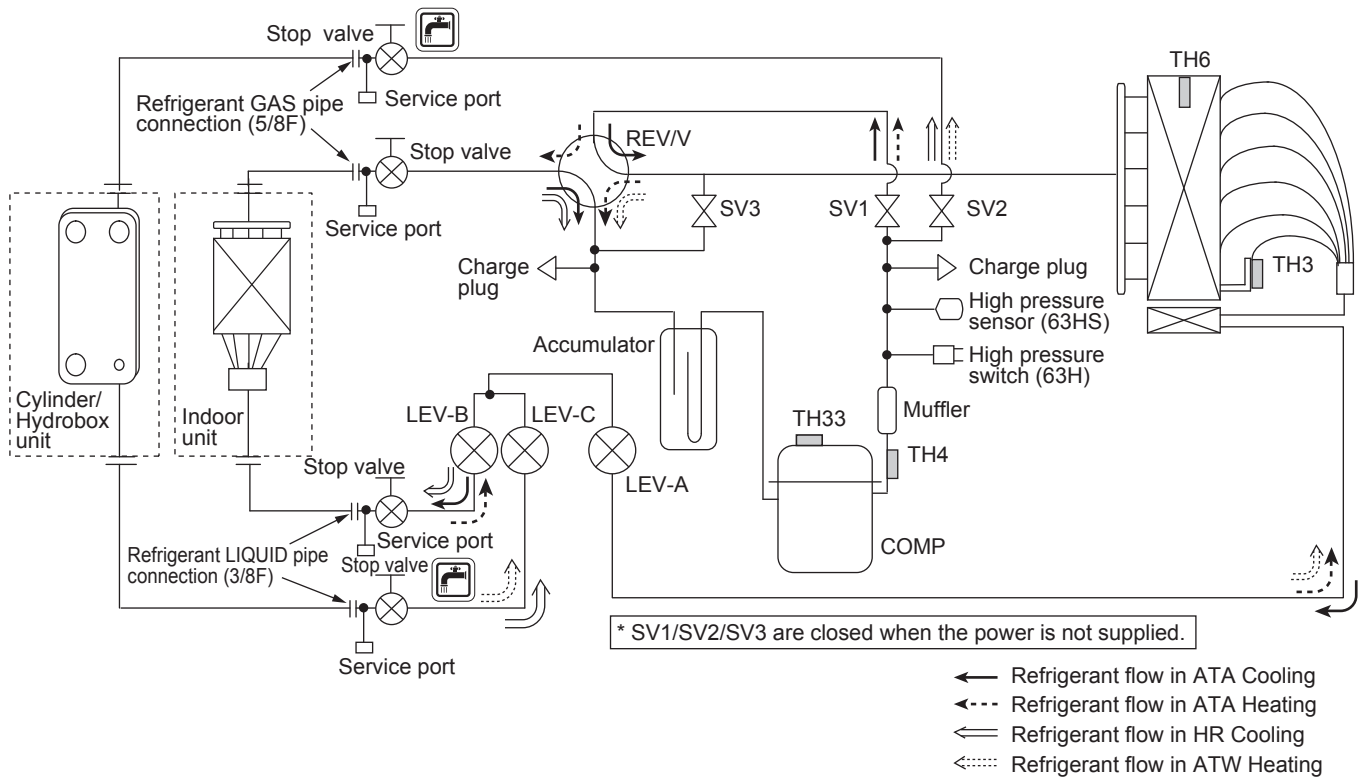 Stop valve
TH6
Refrigerant GAS pipe
connection (5/8F)
Service port
REV/V
Stop valve
SV3
SV1
SV2
Service port
TH3
Charge
plug
Charge plug
High pressure
sensor (63HS)
Accumulator
High pressure
switch (63H)
Cylinder/
Hydrobox
unit
Indoor
unit
LEV-B
LEV-C
TH33
Muffler
TH4
Stop valve
LEV-A
Service port
COMP
Refrigerant LIQUID pipe
connection (3/8F)
Stop valve
* SV1/SV2/SV3 are closed when the power is not supplied.
Service port
Refrigerant flow in ATA Cooling
Refrigerant flow in ATA Heating
Refrigerant flow in HR Cooling
Refrigerant flow in ATW Heating